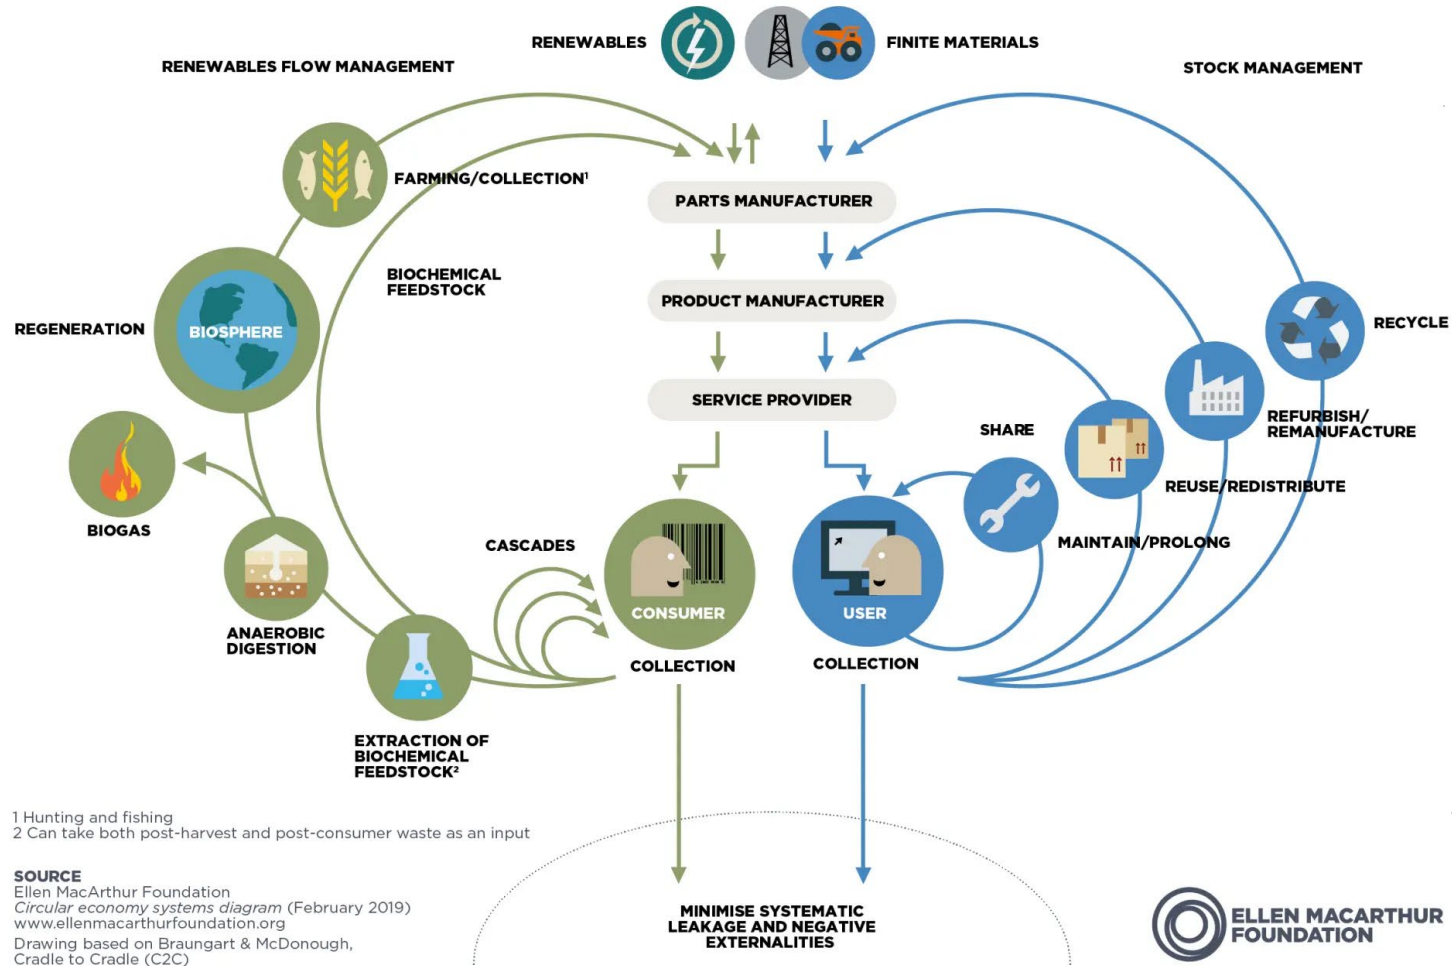 RENEWABLES
FINITE MATERIALS
RENEWABLES FLOW MANAGEMENT
STOCK MANAGEMENT
FARMING/COLLECTION¹
PARTS MANUFACTURER
BIOCHEMICAL
FEEDSTOCK
PRODUCT MANUFACTURER
REGENERATION
BIOSPHERE
RECYCLE
SERVICE PROVIDER
SHARE
REFURBISH/
REMANUFACTURE
REUSE/REDISTRIBUTE
BIOGAS
CASCADES
MAINTAIN/PROLONG
CONSUMER
USER
ANAEROBIC
DIGESTION
COLLECTION
COLLECTION
EXTRACTION OF
BIOCHEMICAL
FEEDSTOCK²
1 Hunting and fishing
2 Can take both post-harvest and post-consumer waste as an input
SOURCE
Ellen MacArthur Foundation
Circular economy systems diagram (February 2019)
www.ellenmacarthurfoundation.org
Drawing based on Braungart & McDonough,
Cradle to Cradle (C2C)
MINIMISE SYSTEMATIC
LEAKAGE AND NEGATIVE
EXTERNALITIES
ELLEN MACARTHUR
FOUNDATION